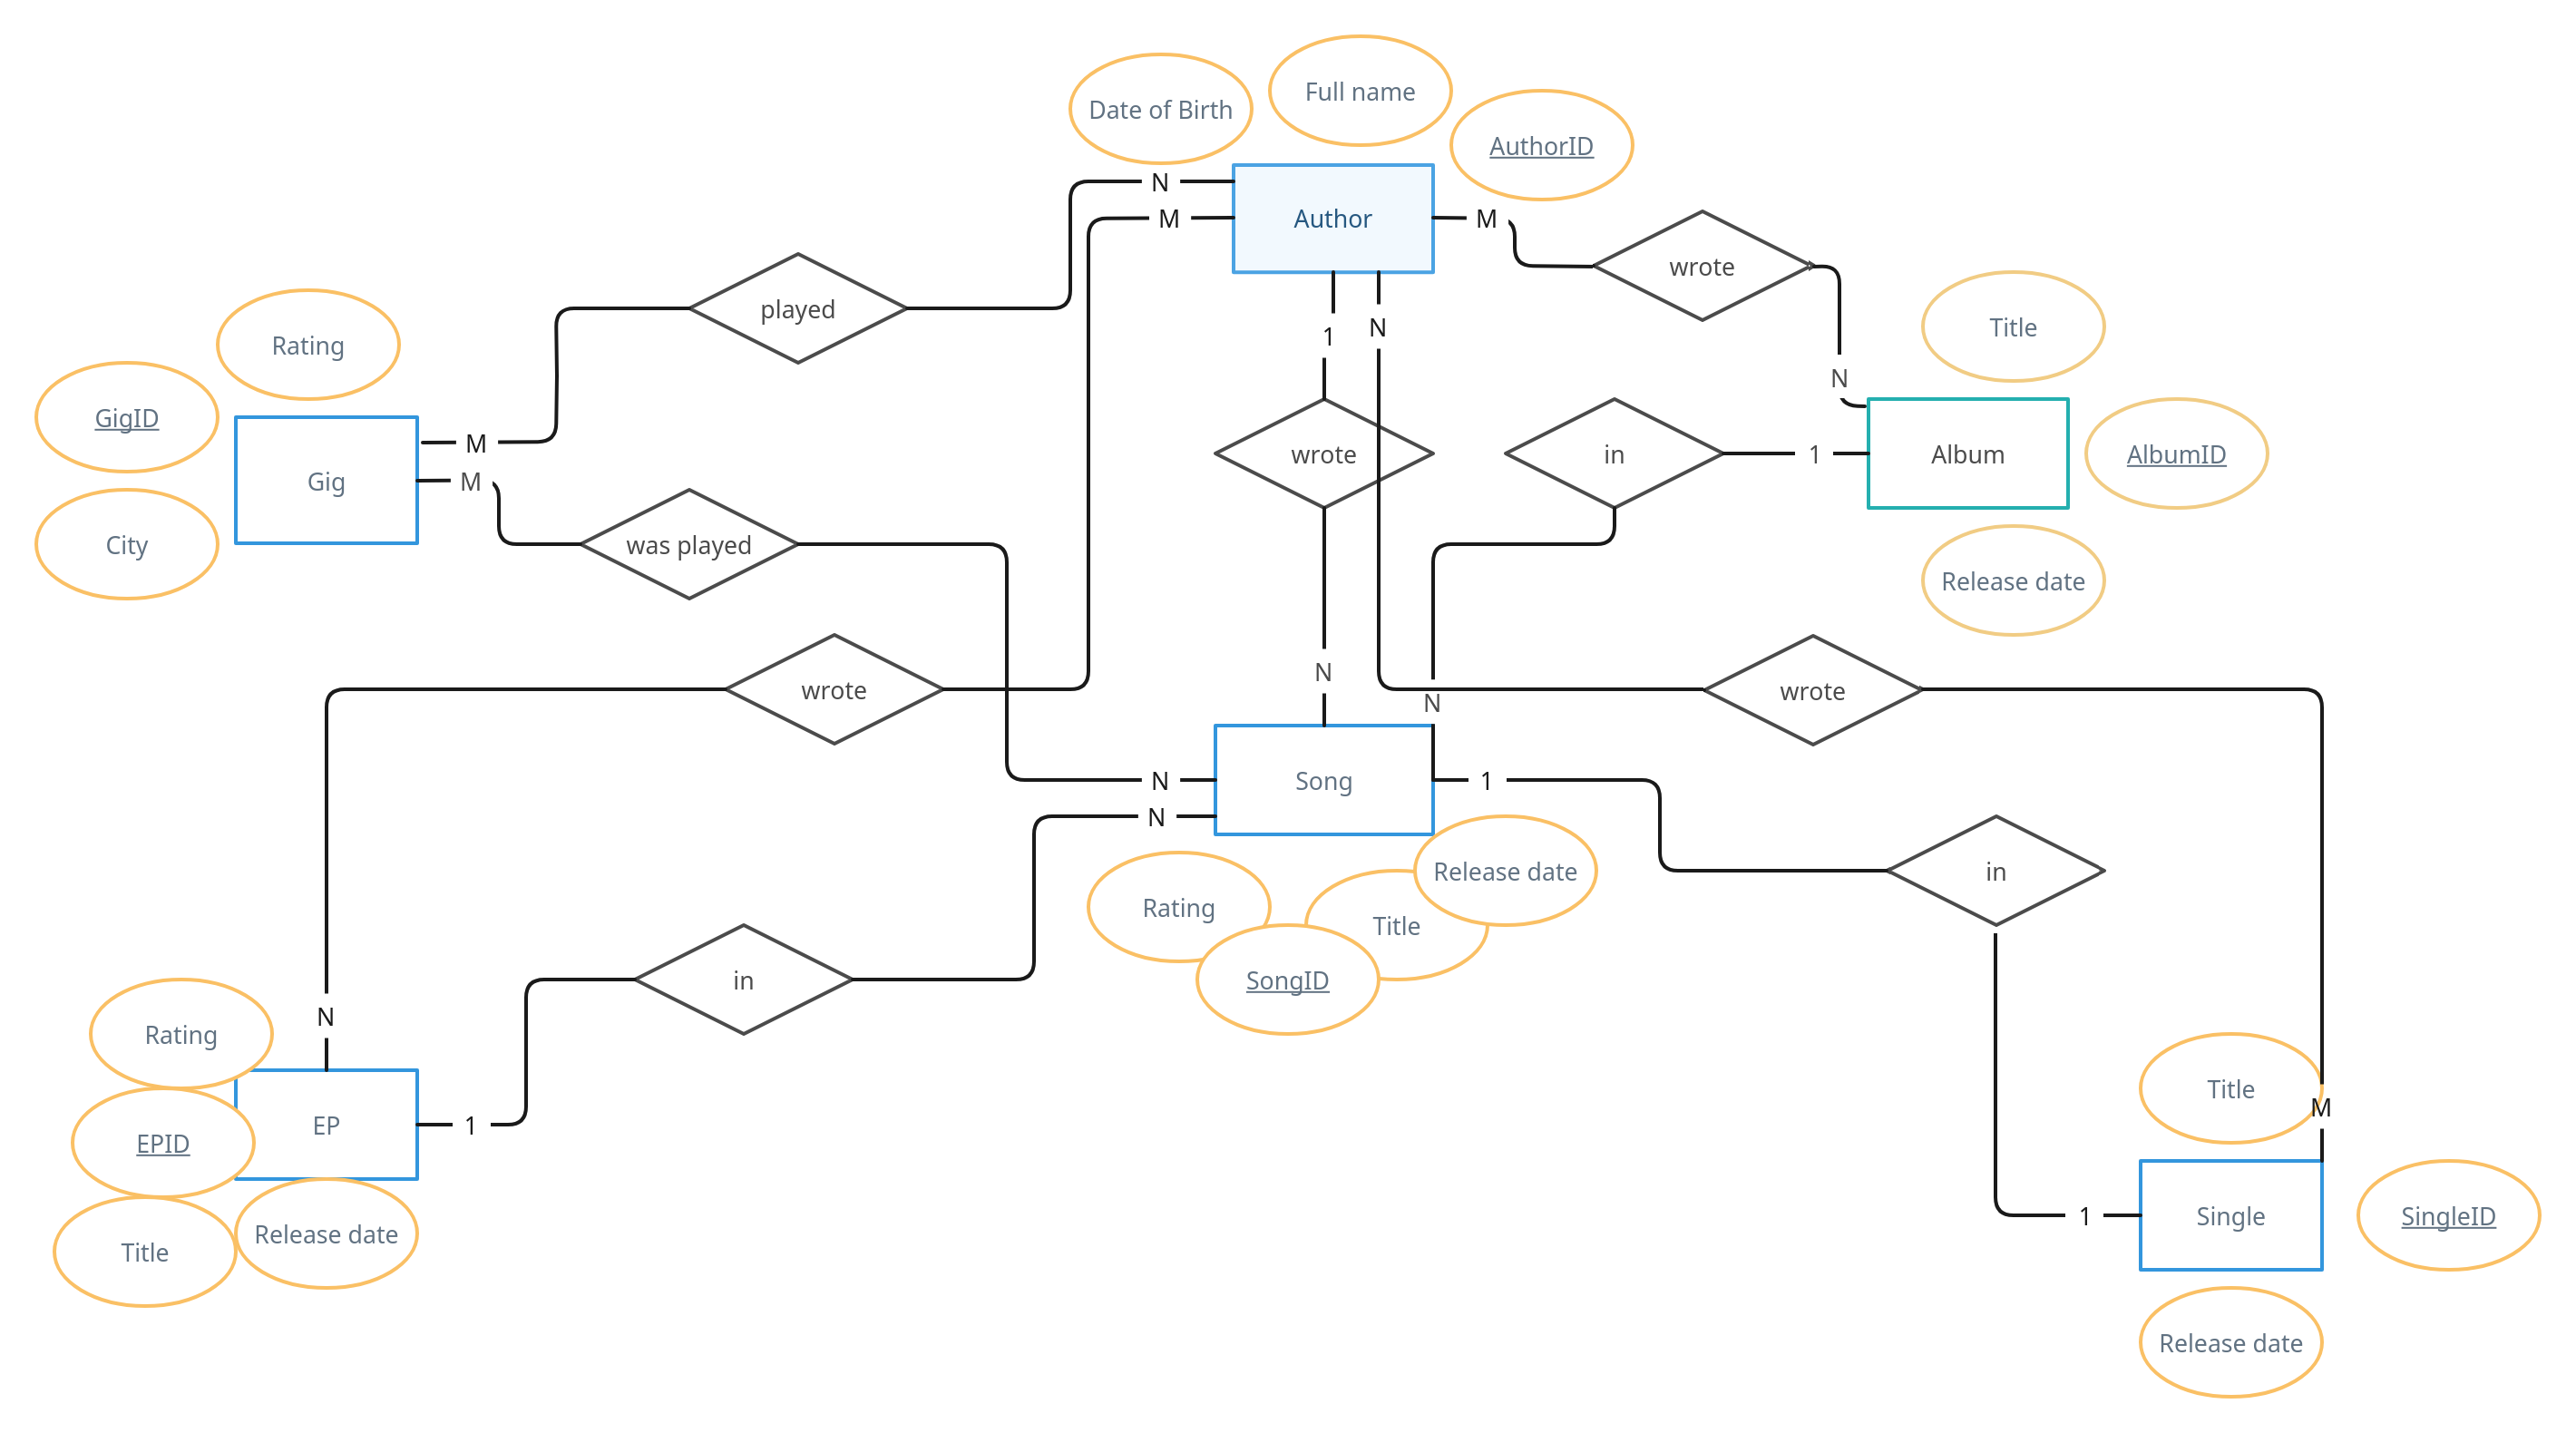 Full name
Date of Birth
AuthorID
N
M
Author
M
wrote
played
Title
1
N
Rating
N
GigID
M
wrote
in
1
Album
AlbumID
Gig
M
City
was played
Release date
wrote
N
N
wrote
N
Song
1
N
Release date
in
Rating
Title
in
SongID
N
Rating
Title
M
EP
1
EPID
1
Single
SingleID
Release date
Title
Release date